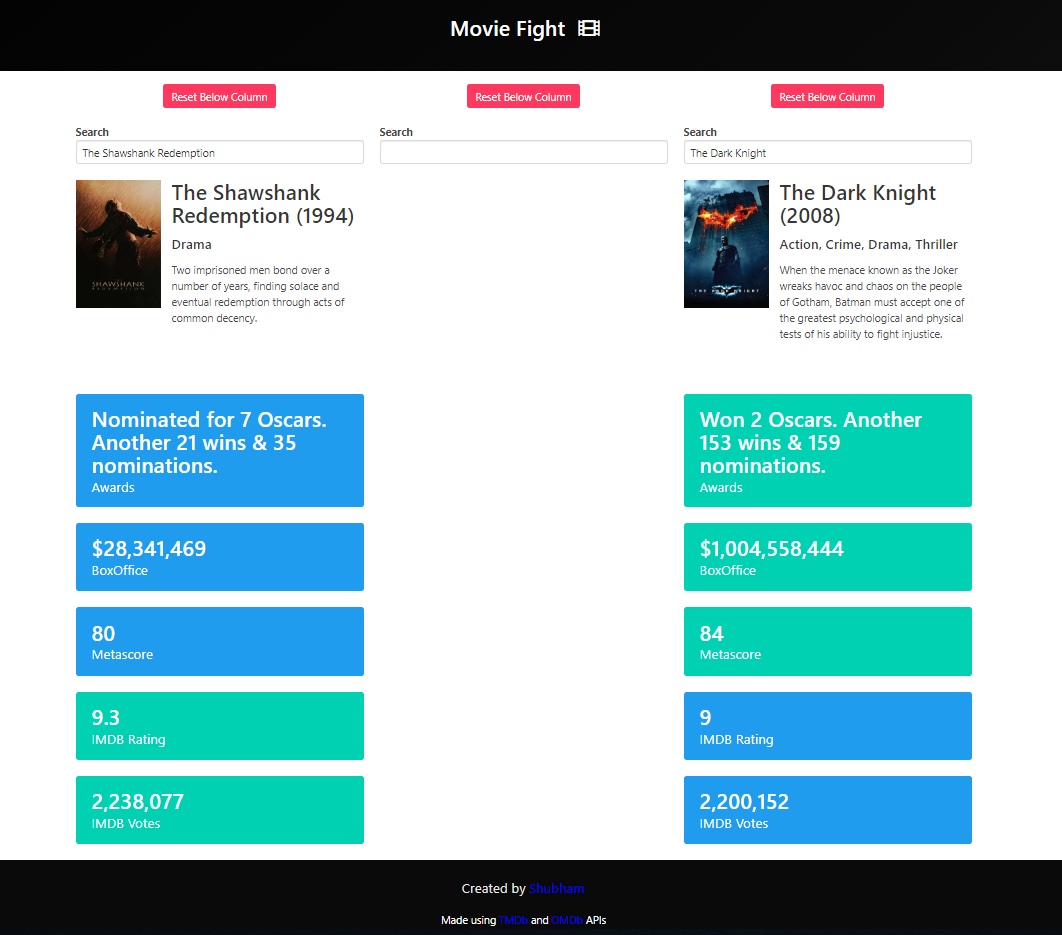 Movie Fight
Reset Below Column
Reset Below Column
Reset Below Column
Search
The Shawshank Redemption
Search
Search
The Dark Knight
SHAWSHANK
REDEMPTION
The Shawshank
Redemption (1994)
Drama
Two imprisoned men bond over a
number of years, finding solace and
eventual redemption through acts of
common decency.
THE DARK KNIGHT
The Dark Knight
(2008)
Action, Crime, Drama, Thriller
When the menace known as the Joker
wreaks havoc and chaos on the people
of Gotham, Batman must accept one of
the greatest psychological and physical
tests of his ability to fight injustice.
Nominated for 7 Oscars.
Another 21 wins & 35
nominations.
Awards
$28,341,469
BoxOffice
80
Metascore
9.3
IMDB Rating
2,238,077
IMDB Votes
Won 2 Oscars. Another
153 wins & 159
nominations.
Awards
$1,004,558,444
BoxOffice
84
Metascore
9
IMDB Rating
2,200,152
IMDB Votes
Created by Shubham
Made using TMDb and OMDb APIs